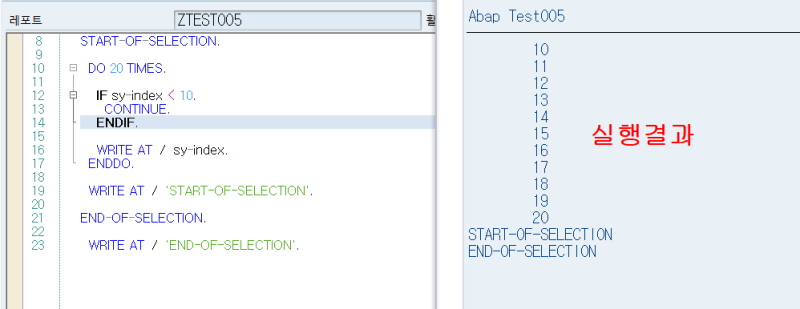 레포트 ZTEST005 활
8 START-OF-SELECTION.
9
10 DO 20 TIMES.
11
12 IF sy-index < 10.
13 CONTINUE.
14 ENDIF.
15
16 WRITE AT / sy-index.
17 ENDDO.
18
19 WRITE AT / 'START-OF-SELECTION'.
20
21 END-OF-SELECTION.
22
23 WRITE AT / 'END-OF-SELECTION'.
Abap Test005
10
11
12
13
14
15
16
17
18
19
20
START-OF-SELECTION
END-OF-SELECTION
실행결과